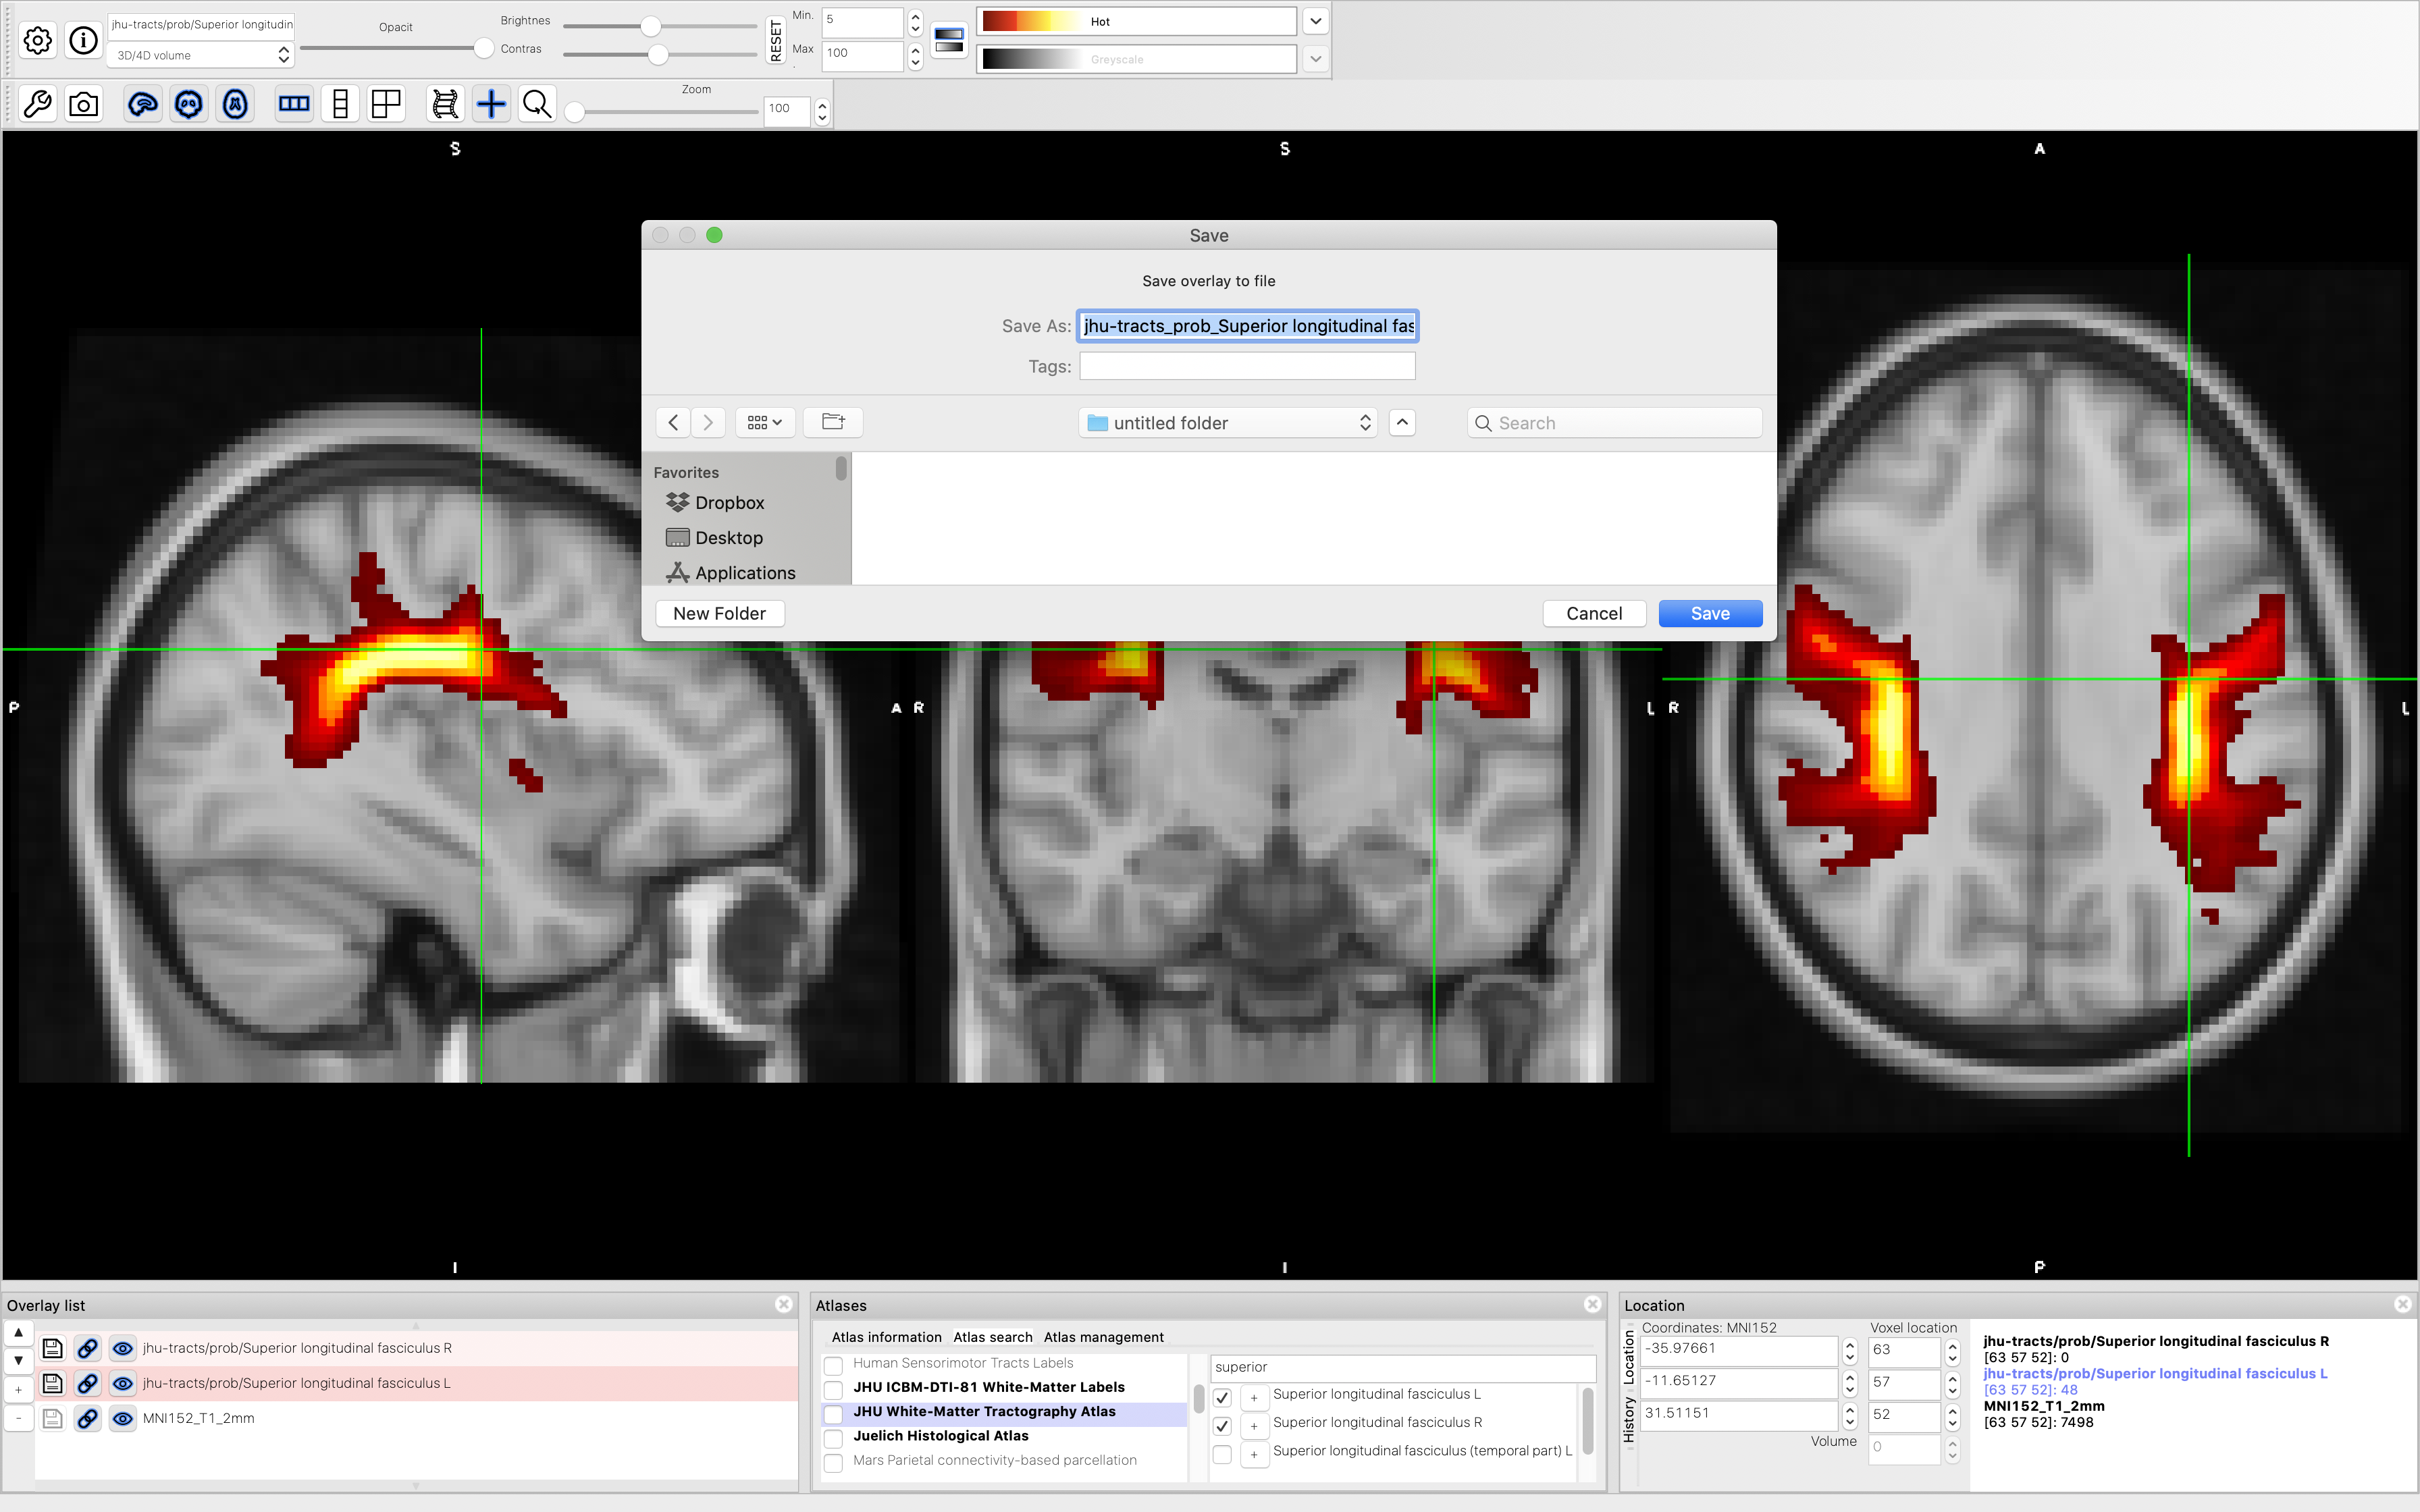 jhu-tracts/prob/Superior longitudin
3D/4D volume
Opacit
Brightnes
Contras
RESET
Min.
5
Max
.
100
Hot
Greyscale
Zoom
100
S
S
A
Save
Save overlay to file
Save As:
jhu-tracts_prob_Superior longitudinal fas
Tags:
untitled folder
Search
Favorites
Dropbox
Desktop
Applications
New Folder
Cancel
Save
P
A
R
L
R
L
I
I
P
Overlay list
jhu-tracts/prob/Superior longitudinal fasciculus R
jhu-tracts/prob/Superior longitudinal fasciculus L
MNI152_T1_2mm
Atlases
Atlas information
Atlas search
Atlas management
Human Sensorimotor Tracts Labels
JHU ICBM-DTI-81 White-Matter Labels
JHU White-Matter Tractography Atlas
Juelich Histological Atlas
Mars Parietal connectivity-based parcellation
superior
+ Superior longitudinal fasciculus L
+ Superior longitudinal fasciculus R
+ Superior longitudinal fasciculus (temporal part) L
Location
Location
History
Coordinates: MNI152
-35.97661
-11.65127
31.51151
Volume
Voxel location
63
57
52
0
jhu-tracts/prob/Superior longitudinal fasciculus R
[63 57 52]: 0
jhu-tracts/prob/Superior longitudinal fasciculus L
[63 57 52]: 48
MNI152_T1_2mm
[63 57 52]: 7498